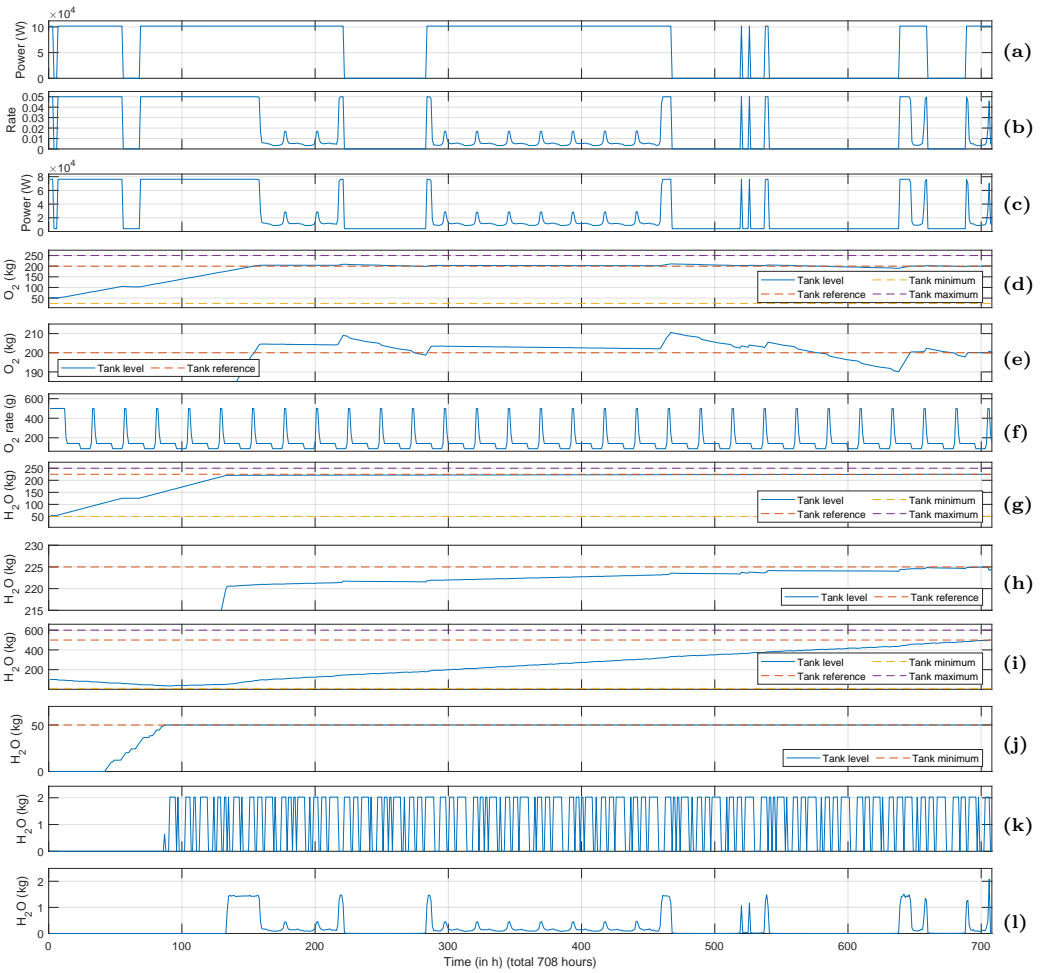 ×10⁴
10
5
0
Power (W)
(a)
0.05
0.04
0.03
0.02
0.01
0
Rate
(b)
×10⁴
8
6
4
2
0
Power (W)
(c)
250
200
150
100
50
O₂ (kg)
Tank level
Tank minimum
Tank reference
Tank maximum
(d)
210
200
190
O₂ (kg)
Tank level
Tank reference
(e)
600
400
200
O₂ rate (g)
(f)
250
200
150
100
50
H₂O (kg)
Tank level
Tank minimum
Tank reference
Tank maximum
(g)
230
225
220
215
H₂O (kg)
Tank level
Tank reference
(h)
600
400
200
H₂O (kg)
Tank level
Tank minimum
Tank reference
Tank maximum
(i)
50
0
H₂O (kg)
Tank level
Tank minimum
(j)
2
1
0
H₂O (kg)
(k)
2
1
0
H₂O (kg)
(l)
0 100 200 300 400 500 600 700
Time (in h) (total 708 hours)